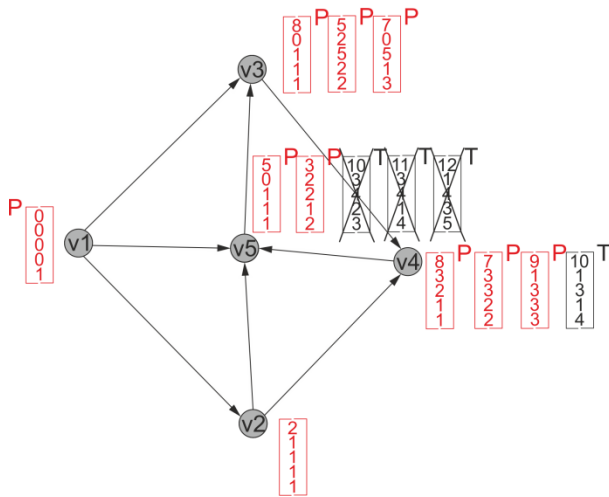 P P P
8 5 7
0 2 0
1 5 5
1 2 1
1 2 3
v3
P P T T T
5 3 10 11 12
0 2 3 3 1
1 2 4 4 4
1 1 2 1 3
1 2 3 4 5
v5
P
0
0
0
0
1
v1
v4
P P P T
8 7 9 10
3 3 1 1
2 3 3 3
1 2 3 1
1 2 3 4
v2
2
1
1
1
1